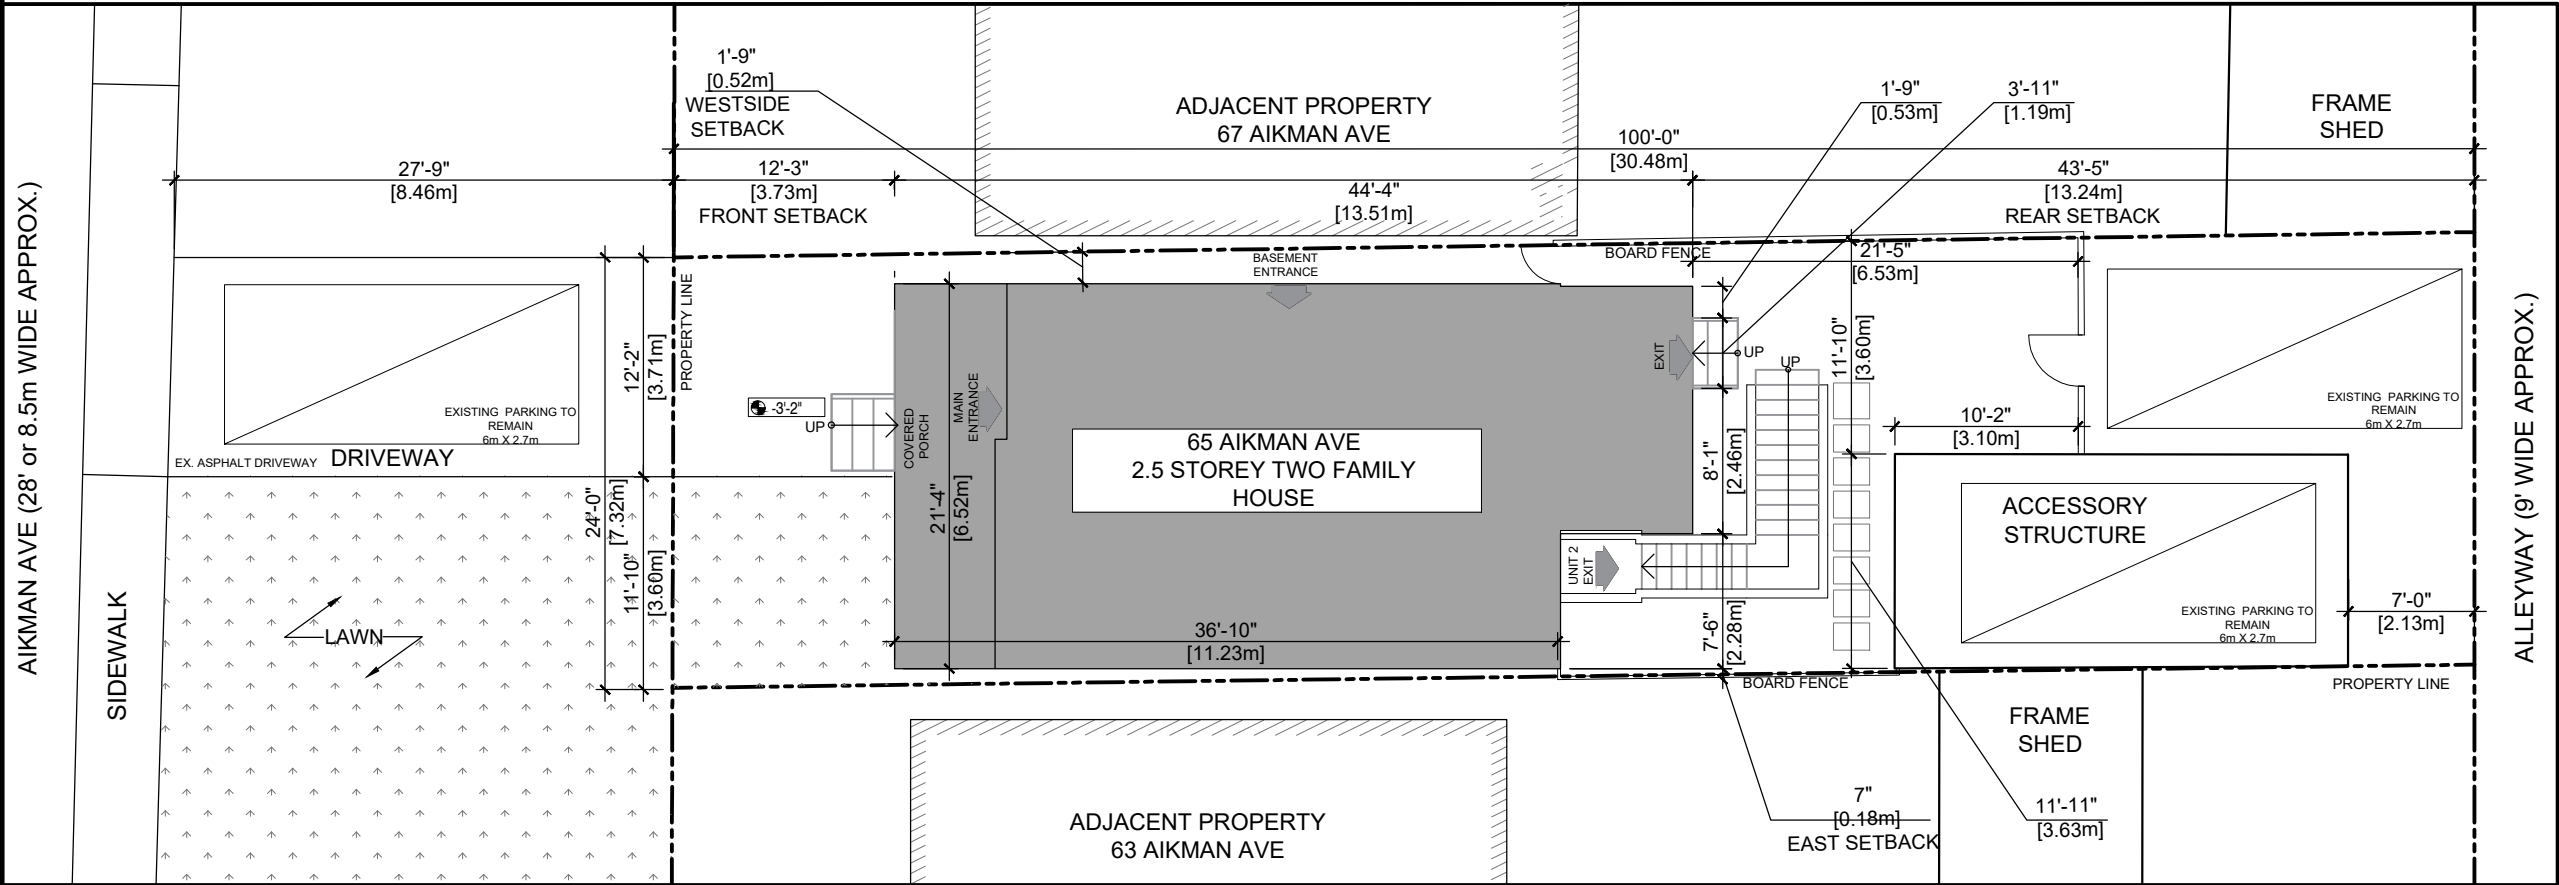 AIKMAN AVE (28' or 8.5m WIDE APPROX.)
SIDEWALK
27'-9"
[8.46m]
1'-9"
[0.52m]
WESTSIDE
SETBACK
12'-3"
[3.73m]
FRONT SETBACK
ADJACENT PROPERTY
67 AIKMAN AVE
44'-4"
[13.51m]
100'-0"
[30.48m]
1'-9"
[0.53m]
3'-11"
[1.19m]
43'-5"
[13.24m]
REAR SETBACK
FRAME
SHED
BOARD FENCE
21'-5"
[6.53m]
BASEMENT
ENTRANCE
PROPERTY LINE
12'-2"
[3.71m]
EXISTING PARKING TO
REMAIN
6m X 2.7m
EX. ASPHALT DRIVEWAY
DRIVEWAY
24'-0"
[7.32m]
11'-10"
[3.60m]
LAWN
-3'-2"
UP
COVERED
PORCH
MAIN
ENTRANCE
21'-4"
[6.52m]
65 AIKMAN AVE
2.5 STOREY TWO FAMILY
HOUSE
36'-10"
[11.23m]
EXIT
UP
UP
8'-1"
[2.46m]
UNIT 2
EXIT
7'-6"
[2.28m]
11'-10"
[3.60m]
10'-2"
[3.10m]
EXISTING PARKING TO
REMAIN
6m X 2.7m
ACCESSORY
STRUCTURE
EXISTING PARKING TO
REMAIN
6m X 2.7m
7'-0"
[2.13m]
BOARD FENCE
PROPERTY LINE
ADJACENT PROPERTY
63 AIKMAN AVE
7"
[0.18m]
EAST SETBACK
FRAME
SHED
11'-11"
[3.63m]
ALLEYWAY (9' WIDE APPROX.)